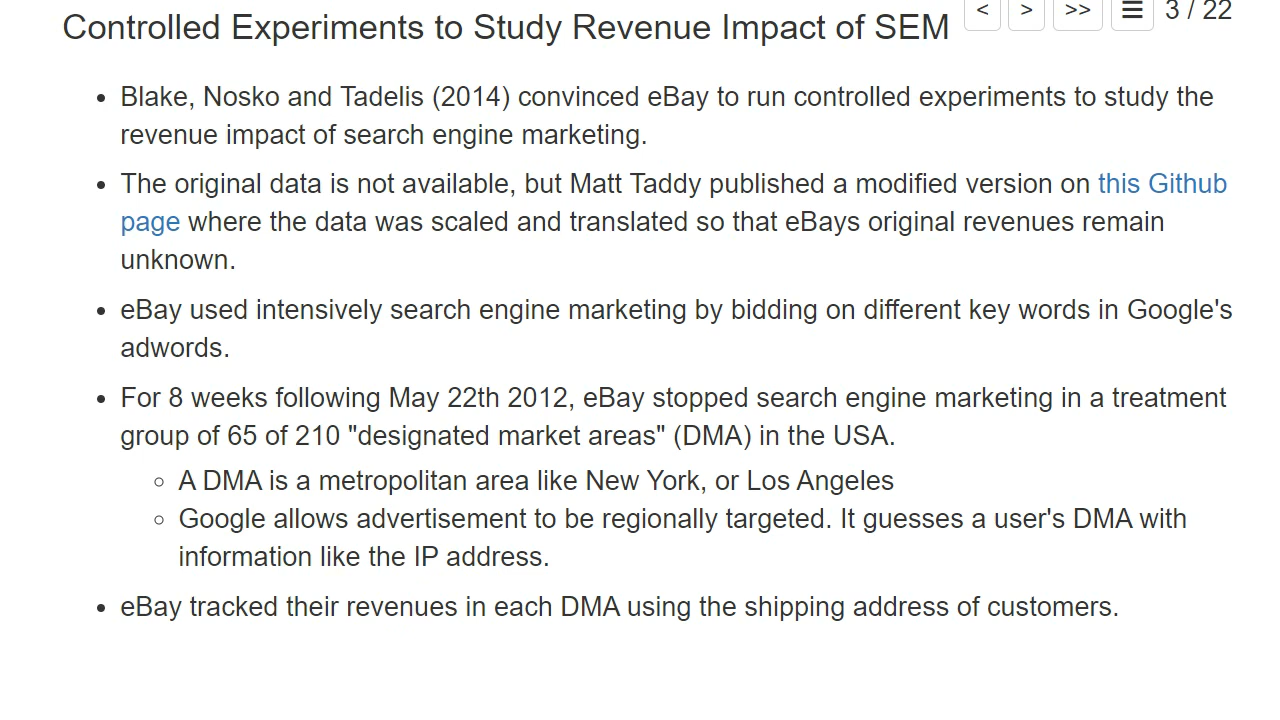 Controlled Experiments to Study Revenue Impact of SEM
< > >> ☰ 3 / 22
• Blake, Nosko and Tadelis (2014) convinced eBay to run controlled experiments to study the
revenue impact of search engine marketing.
• The original data is not available, but Matt Taddy published a modified version on this Github
page where the data was scaled and translated so that eBays original revenues remain
unknown.
• eBay used intensively search engine marketing by bidding on different key words in Google's
adwords.
• For 8 weeks following May 22th 2012, eBay stopped search engine marketing in a treatment
group of 65 of 210 "designated market areas" (DMA) in the USA.
◦ A DMA is a metropolitan area like New York, or Los Angeles
◦ Google allows advertisement to be regionally targeted. It guesses a user's DMA with
information like the IP address.
• eBay tracked their revenues in each DMA using the shipping address of customers.